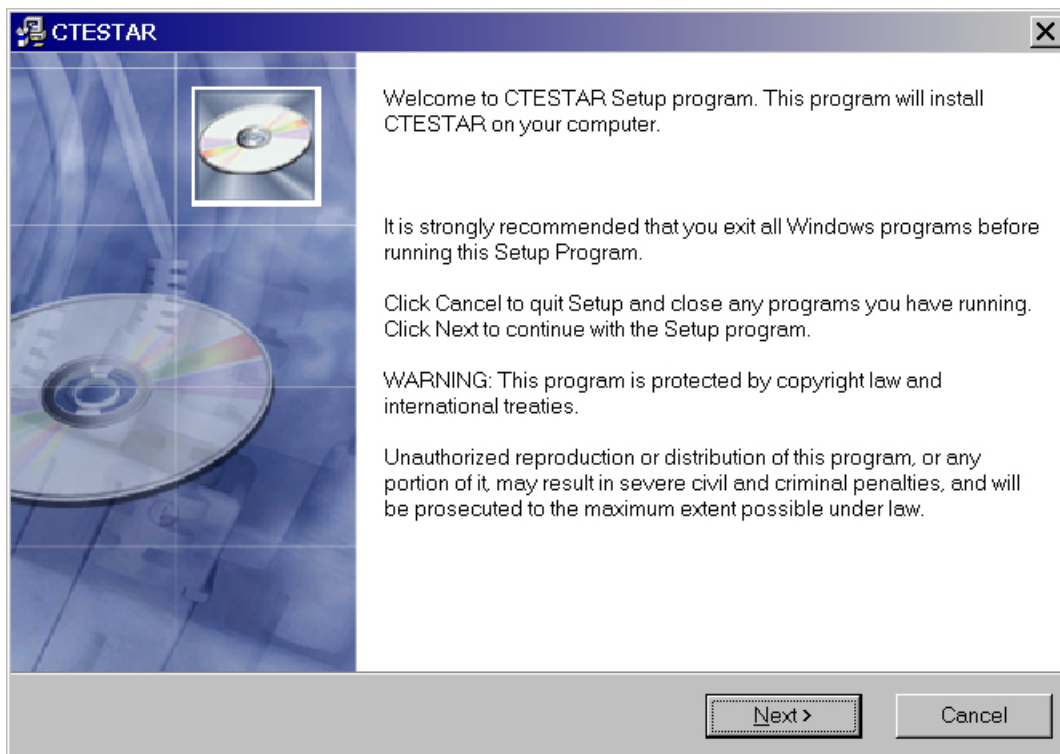 CTESTAR
Welcome to CTESTAR Setup program. This program will install
CTESTAR on your computer.
It is strongly recommended that you exit all Windows programs before
running this Setup Program.
Click Cancel to quit Setup and close any programs you have running.
Click Next to continue with the Setup program.
WARNING: This program is protected by copyright law and
international treaties.
Unauthorized reproduction or distribution of this program, or any
portion of it, may result in severe civil and criminal penalties, and will
be prosecuted to the maximum extent possible under law.
Next >
Cancel